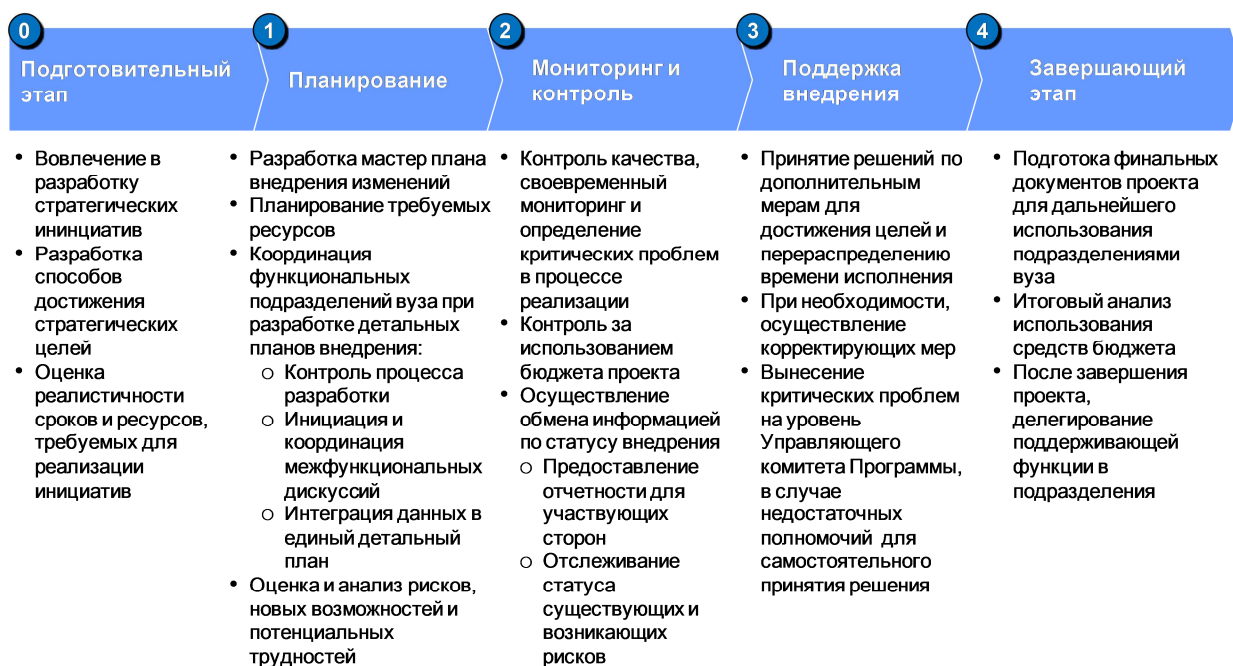 0
Подготовительный
этап
1
Планирование
2
Мониторинг и
контроль
3
Поддержка
внедрения
4
Завершающий
этап
• Вовлечение в
разработку
стратегических
ининциатив
• Разработка
способов
достижения
стратегических
целей
• Оценка
реалистичности
сроков и ресурсов,
требуемых для
реализации
инициатив
• Разработка мастер плана
внедрения изменений
• Планирование требуемых
ресурсов
• Координация
функциональных
подразделений вуза при
разработке детальных
планов внедрения:
o Контроль процесса
разработки
o Инициация и
координация
межфункциональных
дискуссий
o Интеграция данных в
единый детальный
план
• Оценка и анализ рисков,
новых возможностей и
потенциальных
трудностей
• Контроль качества,
своевременный
мониторинг и
определение
критических проблем
в процессе
реализации
• Контроль за
использованием
бюджета проекта
• Осуществление
обмена информацией
по статусу внедрения
o Предоставление
отчетности для
участвующих
сторон
o Отслеживание
статуса
существующих и
возникающих
рисков
• Принятие решений по
дополнительным
мерам для
достижения целей и
перераспределению
времени исполнения
• При необходимости,
осуществление
корректирующих мер
• Вынесение
критических проблем
на уровень
Управляющего
комитета Программы,
в случае
недостаточных
полномочий для
самостоятельного
принятия решения
• Подготока финальных
документов проекта
для дальнейшего
использования
подразделениями
вуза
• Итоговый анализ
использования
средств бюджета
• После завершения
проекта,
делегирование
поддерживающей
функции в
подразделения